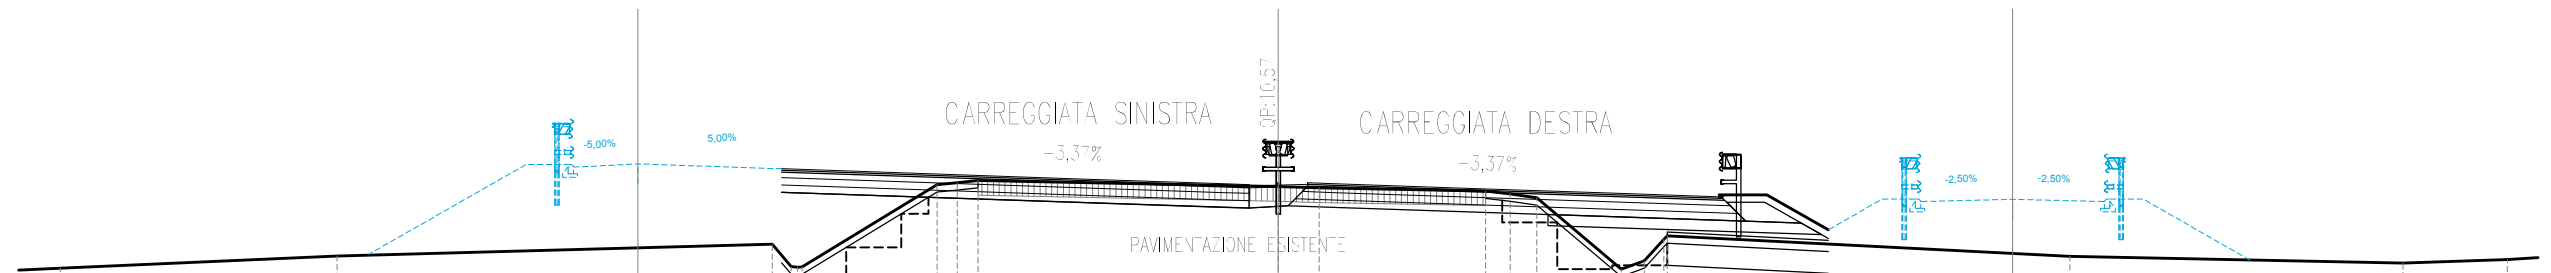 QP:10,57
CARREGGIATA SINISTRA
CARREGGIATA DESTRA
-5,00%
5,00%
-3,37%
-3,37%
-2,50%
-2,50%
PAVIMENTAZIONE ESISTENTE